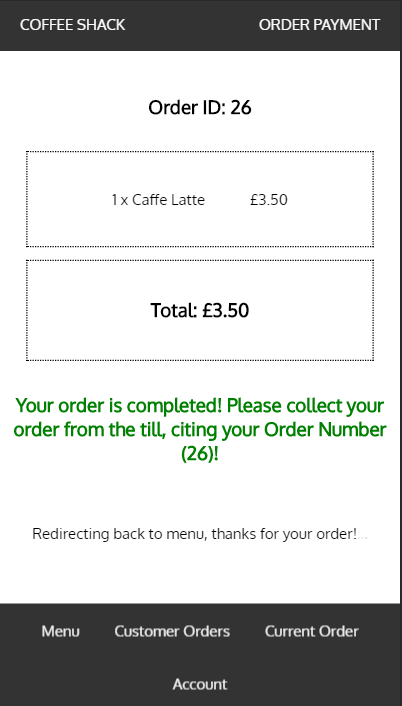 COFFEE SHACK ORDER PAYMENT
Order ID: 26
1 x Caffe Latte £3.50
Total: £3.50
Your order is completed! Please collect your
order from the till, citing your Order Number
(26)!
Redirecting back to menu, thanks for your order!...
Menu Customer Orders Current Order
Account